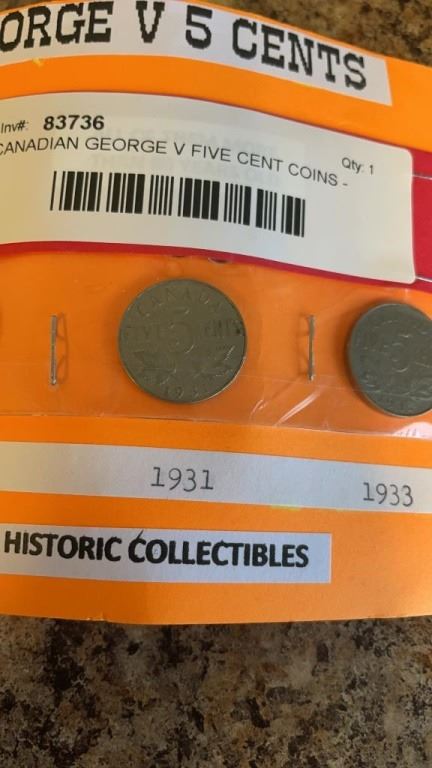 ORGE V 5 CENTS
Inv#: 83736
Qty: 1
CANADIAN GEORGE V FIVE CENT COINS -
CANADA
FIVE 5 CENTS
5
1931
1933
HISTORIC COLLECTIBLES